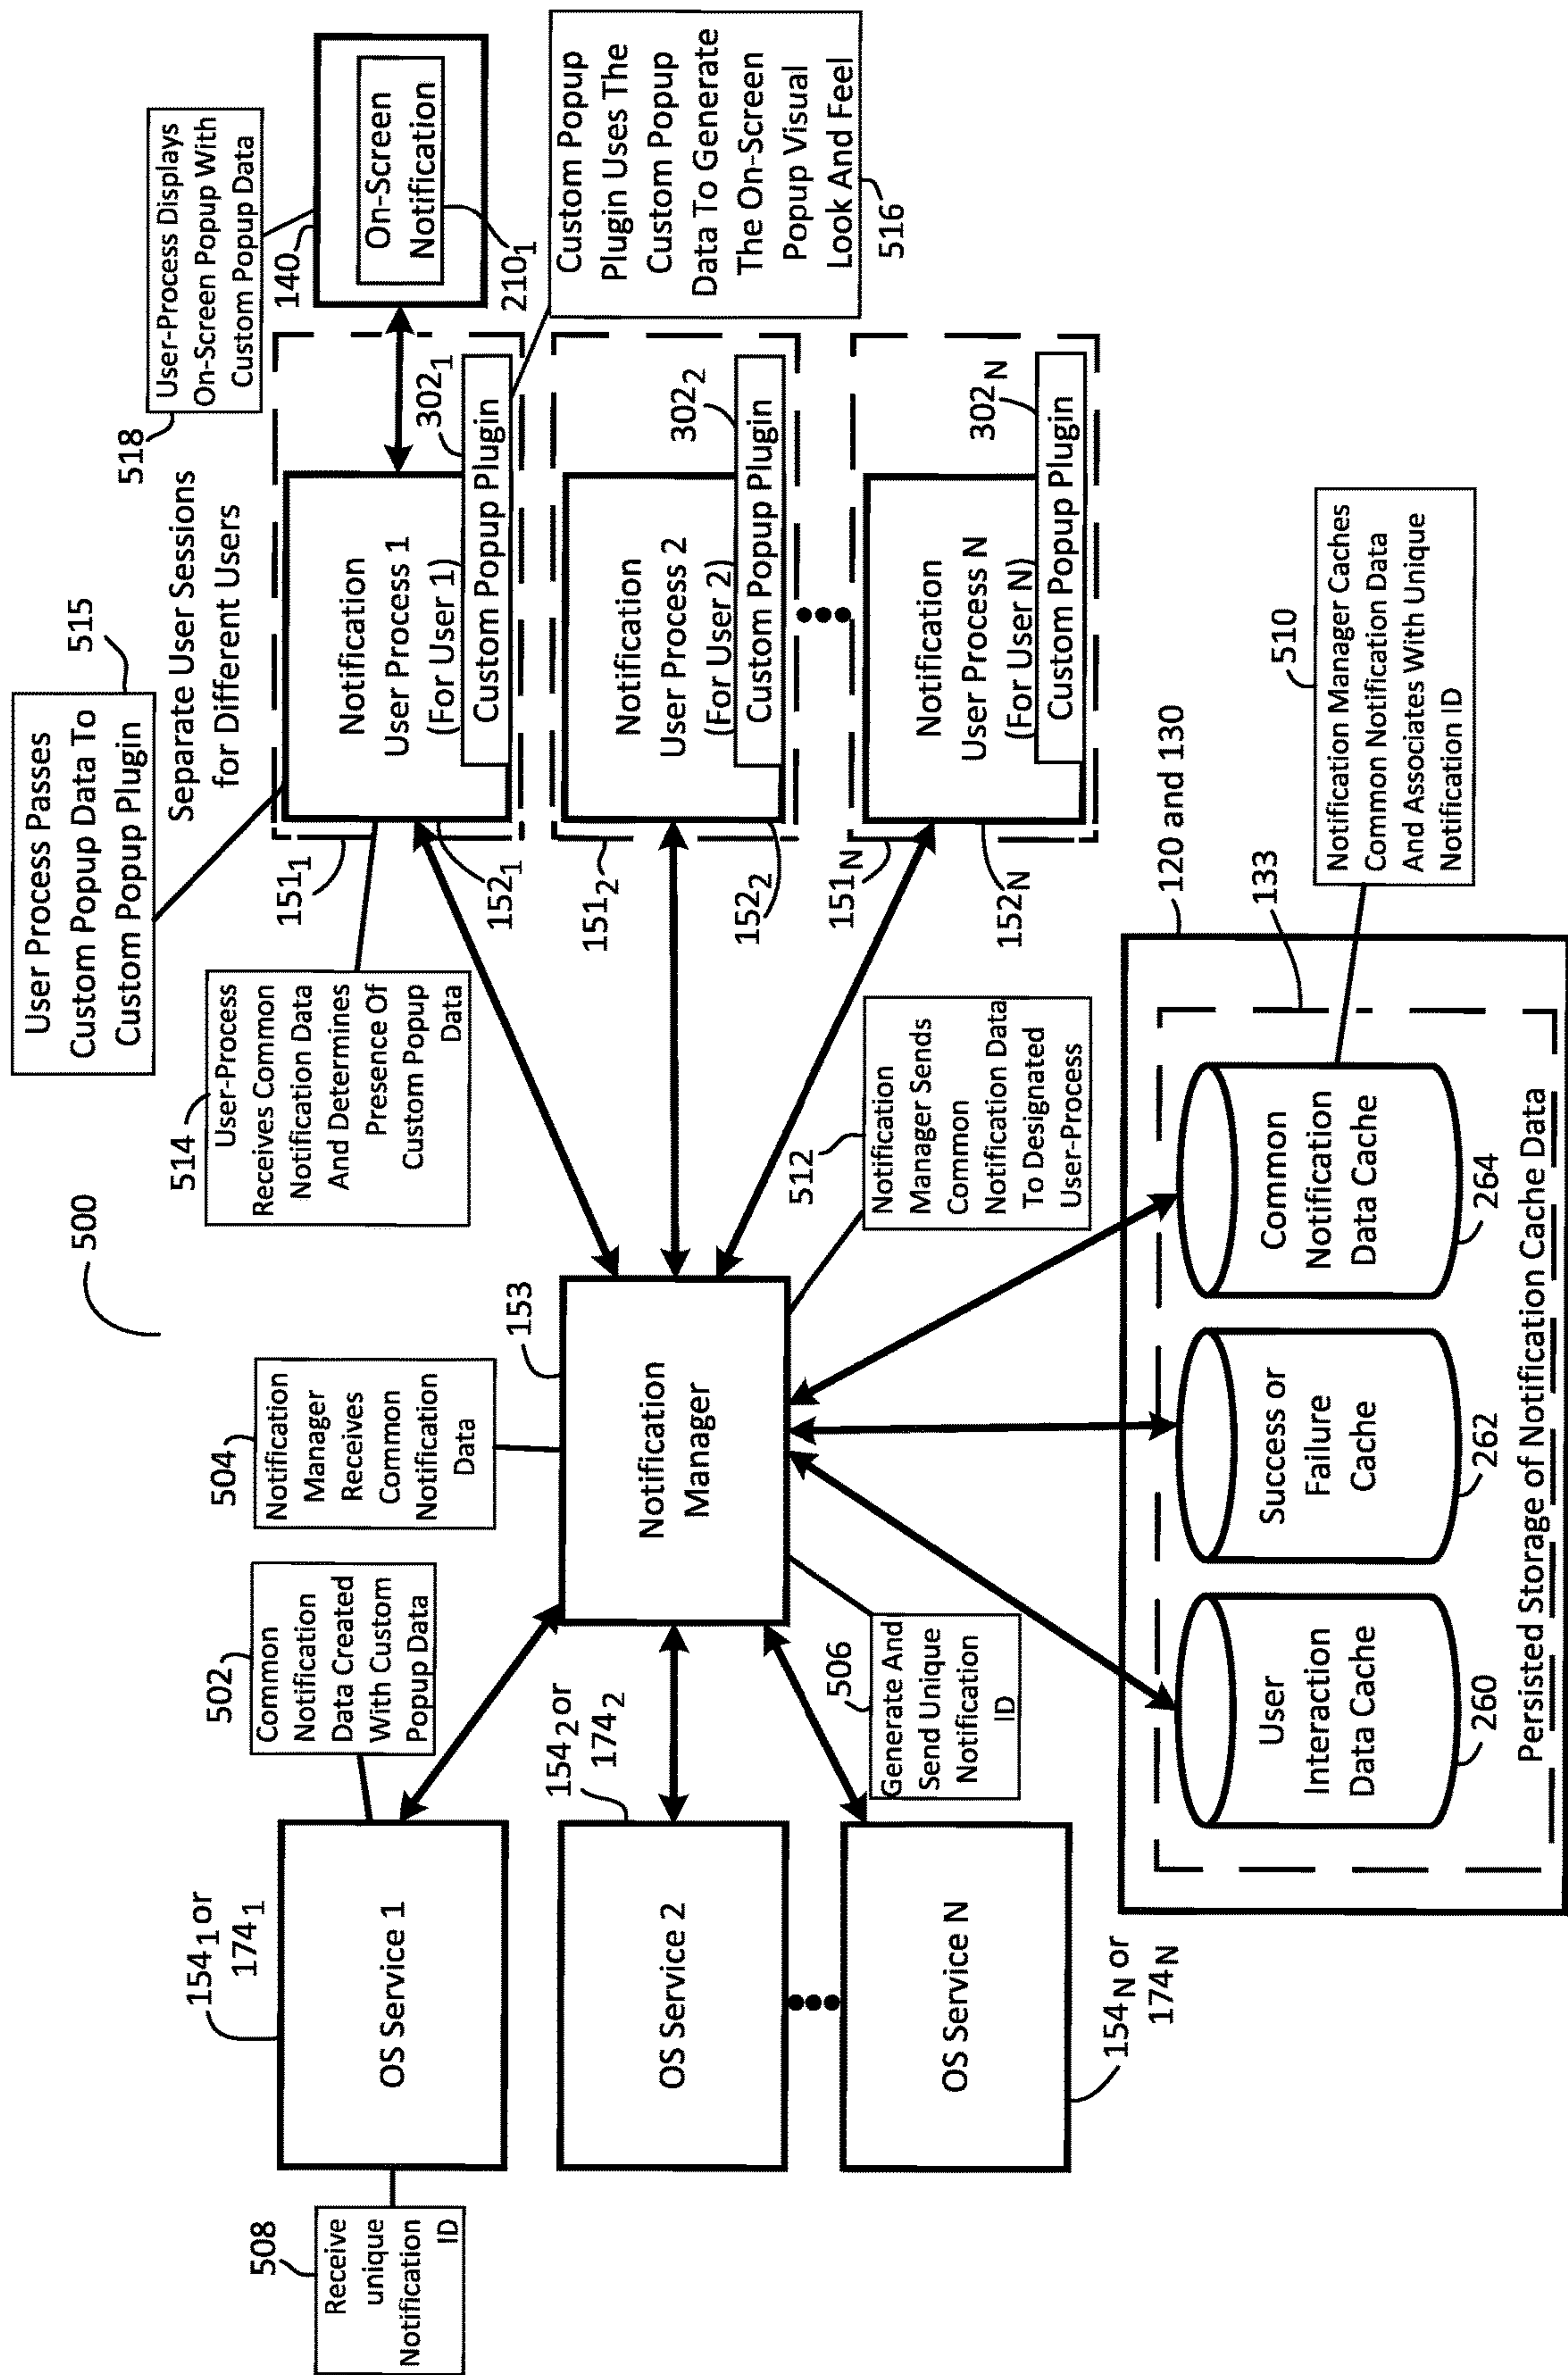 500
508
Receive
unique
Notification
ID
154₁ or
174₁
OS Service 1
OS Service 2
OS Service N
154₂ or
174₂
154N or
174N
502
Common
Notification
Data Created
With Custom
Popup Data
504
Notification
Manager
Receives
Common
Notification
Data
506
Generate And
Send Unique
Notification
ID
153
Notification
Manager
512
Notification
Manager Sends
Common
Notification Data
To Designated
User-Process
514
User-Process
Receives Common
Notification Data
And Determines
Presence Of
Custom Popup
Data
515
User Process Passes
Custom Popup Data To
Custom Popup Plugin
Separate User Sessions
for Different Users
151₁
152₁
Notification
User Process 1
(For User 1)
Custom Popup Plugin
302₁
151₂
152₂
Notification
User Process 2
(For User 2)
Custom Popup Plugin
302₂
151N
152N
Notification
User Process N
(For User N)
Custom Popup Plugin
302N
518
User-Process Displays
On-Screen Popup With
Custom Popup Data
140
On-Screen
Notification
210₁
Custom Popup
Plugin Uses The
Custom Popup
Data To Generate
The On-Screen
Popup Visual
Look And Feel
516
120 and 130
133
User
Interaction
Data Cache
260
Success or
Failure
Cache
262
Common
Notification
Data Cache
264
Persisted Storage of Notification Cache Data
510
Notification Manager Caches
Common Notification Data
And Associates With Unique
Notification ID